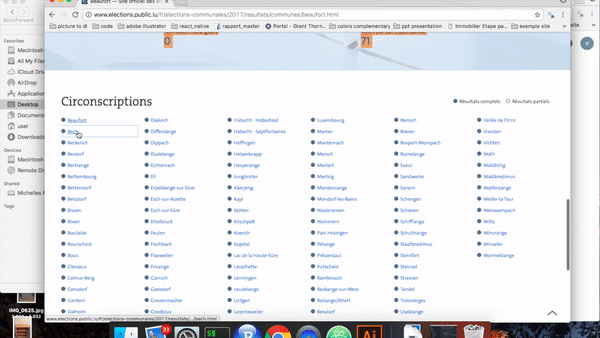 Beaufort — Site officiel des
www.elections.public.lu/fr/elections-communales/2017/resultats/communes/beaufort.html
picture to di
code
adobe-illustrator
react_native
rapport_master
Portail - Grant Thorn...
colors complementary
ppt presentation
Immobilier Etape pa...
exemple site
Back/Forward
Favorites
Macintosh
All My Files
iCloud Drive
AirDrop
Applications
Desktop
Documents
user
Downloads
Devices
Macintosh
Remote D
Shared
Michelles M
Tags
0
71
Circonscriptions
Résultats complets
Résultats partiels
Beaufort
Bech
Beckerich
Berdorf
Bertrange
Bettembourg
Bettendorf
Betzdorf
Bissen
Biwer
Boulaide
Bourscheid
Bous
Clervaux
Colmar-Berg
Consdorf
Contern
Dalheim
Diekirch
Differdange
Dippach
Dudelange
Echternach
Ell
Erpeldange-sur-Sûre
Esch-sur-Alzette
Esch-sur-Sûre
Ettelbruck
Feulen
Fischbach
Flaxweiler
Frisange
Garnich
Goesdorf
Grevenmacher
Grosbous
Habscht - Hobscheid
Habscht - Septfontaines
Heffingen
Helperknapp
Hesperange
Junglinster
Käerjeng
Kayl
Kehlen
Kiischpelt
Koerich
Kopstal
Lac de la Haute-Sûre
Larochette
Lenningen
Leudelange
Lintgen
Lorentzweiler
Luxembourg
Mamer
Manternach
Mersch
Mertert
Mertzig
Mondercange
Mondorf-les-Bains
Niederanven
Nommern
Parc Hosingen
Pétange
Préizerdaul
Putscheid
Rambrouch
Reckange-sur-Mess
Redange/Attert
Reisdorf
Remich
Roeser
Rosport-Mompach
Rumelange
Saeul
Sandweiler
Sanem
Schengen
Schieren
Schifflange
Schuttrange
Stadtbredimus
Steinfort
Steinsel
Strassen
Tandel
Troisvierges
Useldange
Vallée de l'Ernz
Vianden
Vichten
Wahl
Waldbillig
Waldbredimus
Walferdange
Weiler-la-Tour
Weiswampach
Wiltz
Wincrange
Winseler
Wormeldange
www.elections.public.lu/fr/elections-communales/2017/resultats/.../bech.html
IMG_0625.jpg
33